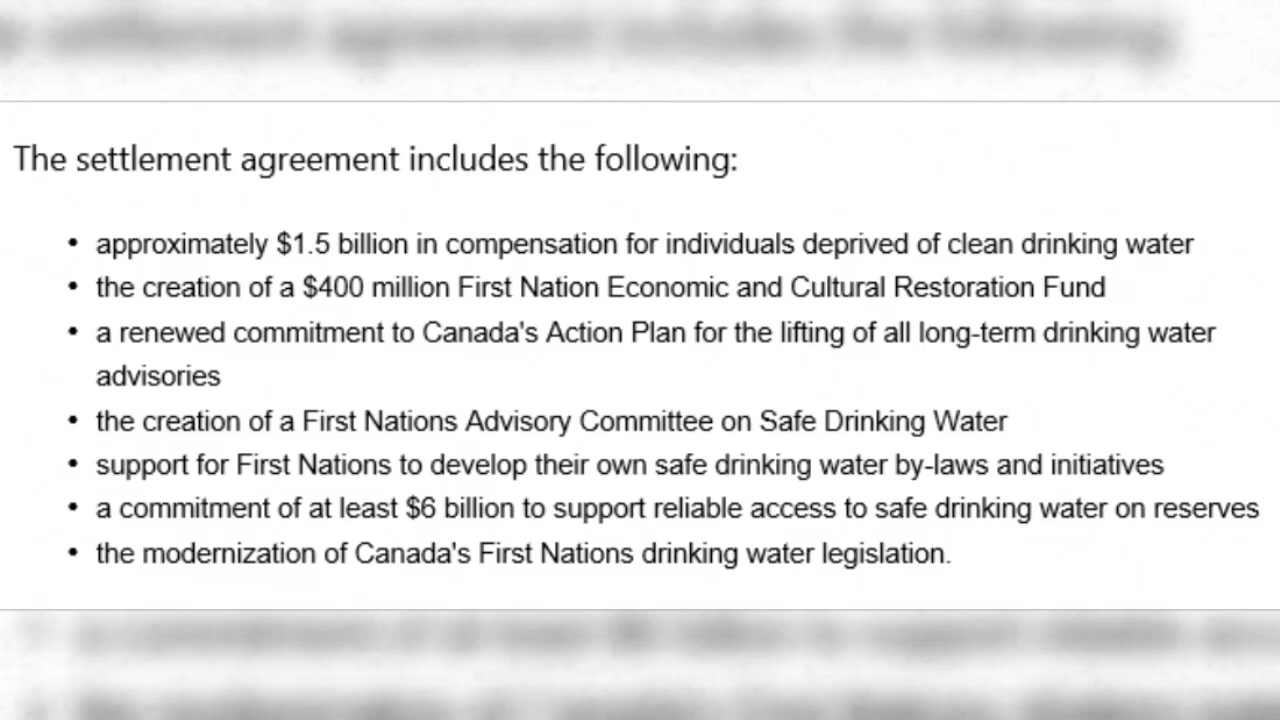 The settlement agreement includes the following:
• approximately $1.5 billion in compensation for individuals deprived of clean drinking water
• the creation of a $400 million First Nation Economic and Cultural Restoration Fund
• a renewed commitment to Canada's Action Plan for the lifting of all long-term drinking water
advisories
• the creation of a First Nations Advisory Committee on Safe Drinking Water
• support for First Nations to develop their own safe drinking water by-laws and initiatives
• a commitment of at least $6 billion to support reliable access to safe drinking water on reserves
• the modernization of Canada's First Nations drinking water legislation.